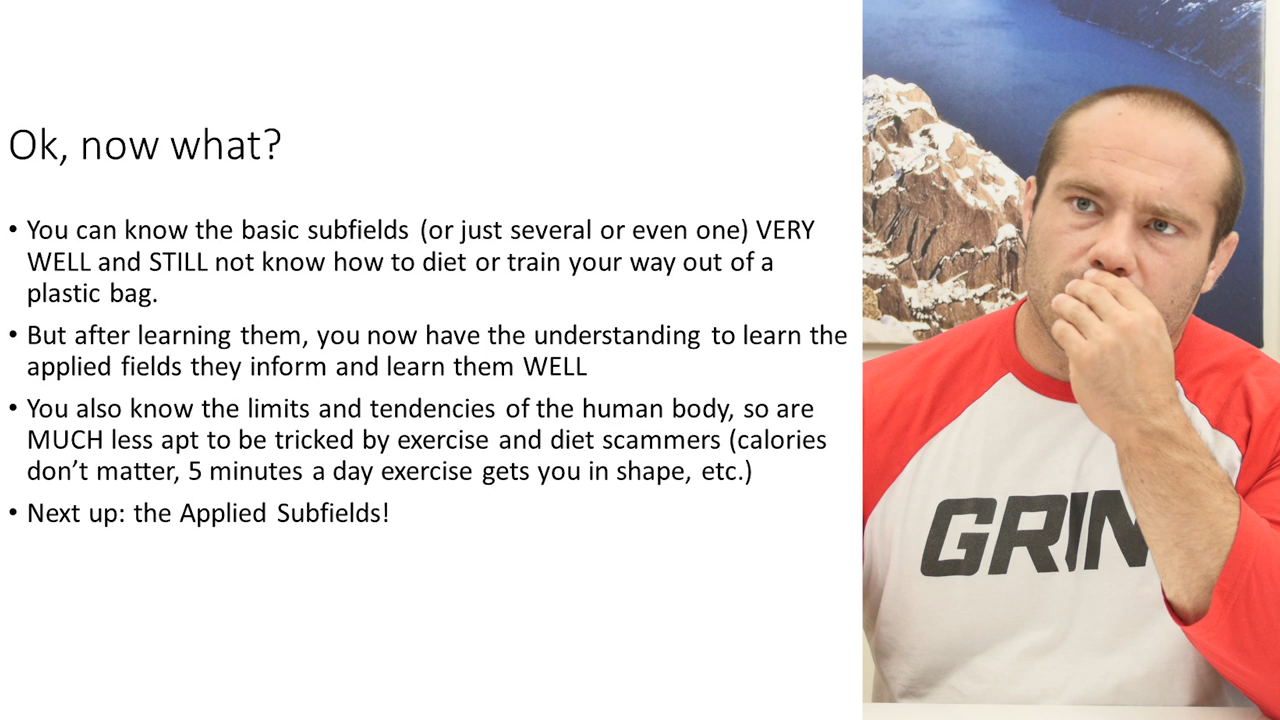 Ok, now what?
• You can know the basic subfields (or just several or even one) VERY
WELL and STILL not know how to diet or train your way out of a
plastic bag.
• But after learning them, you now have the understanding to learn the
applied fields they inform and learn them WELL
• You also know the limits and tendencies of the human body, so are
MUCH less apt to be tricked by exercise and diet scammers (calories
don’t matter, 5 minutes a day exercise gets you in shape, etc.)
• Next up: the Applied Subfields!